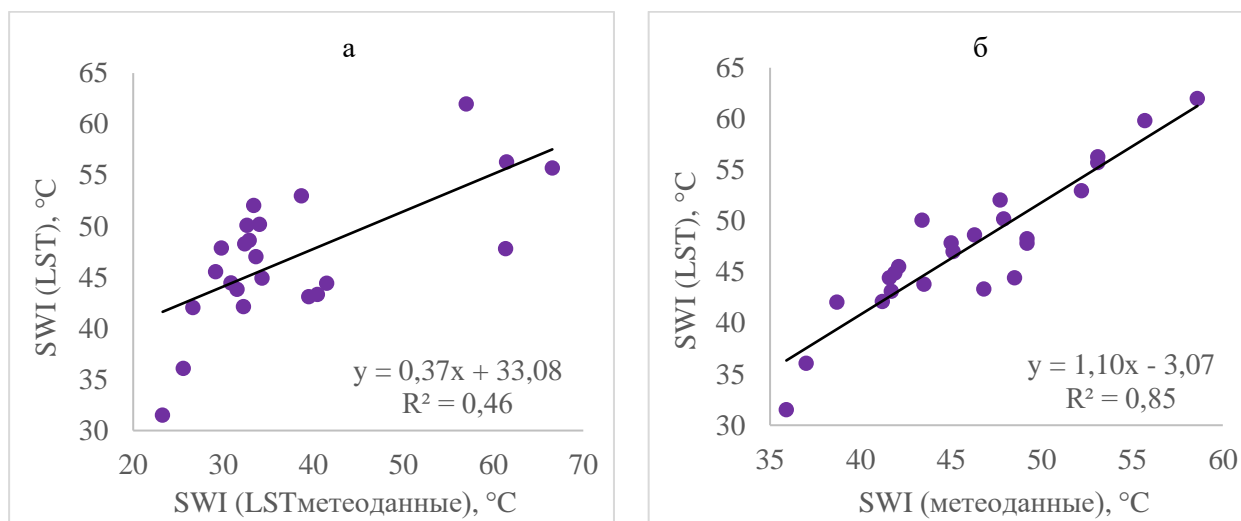 а
65
60
55
50
45
40
35
30
SWI (LST), °C
20
30
40
50
60
70
SWI (LSTметеоданные), °C
y = 0,37x + 33,08
R² = 0,46
б
65
60
55
50
45
40
35
30
SWI (LST), °C
35
40
45
50
55
60
SWI (метеоданные), °C
y = 1,10x - 3,07
R² = 0,85